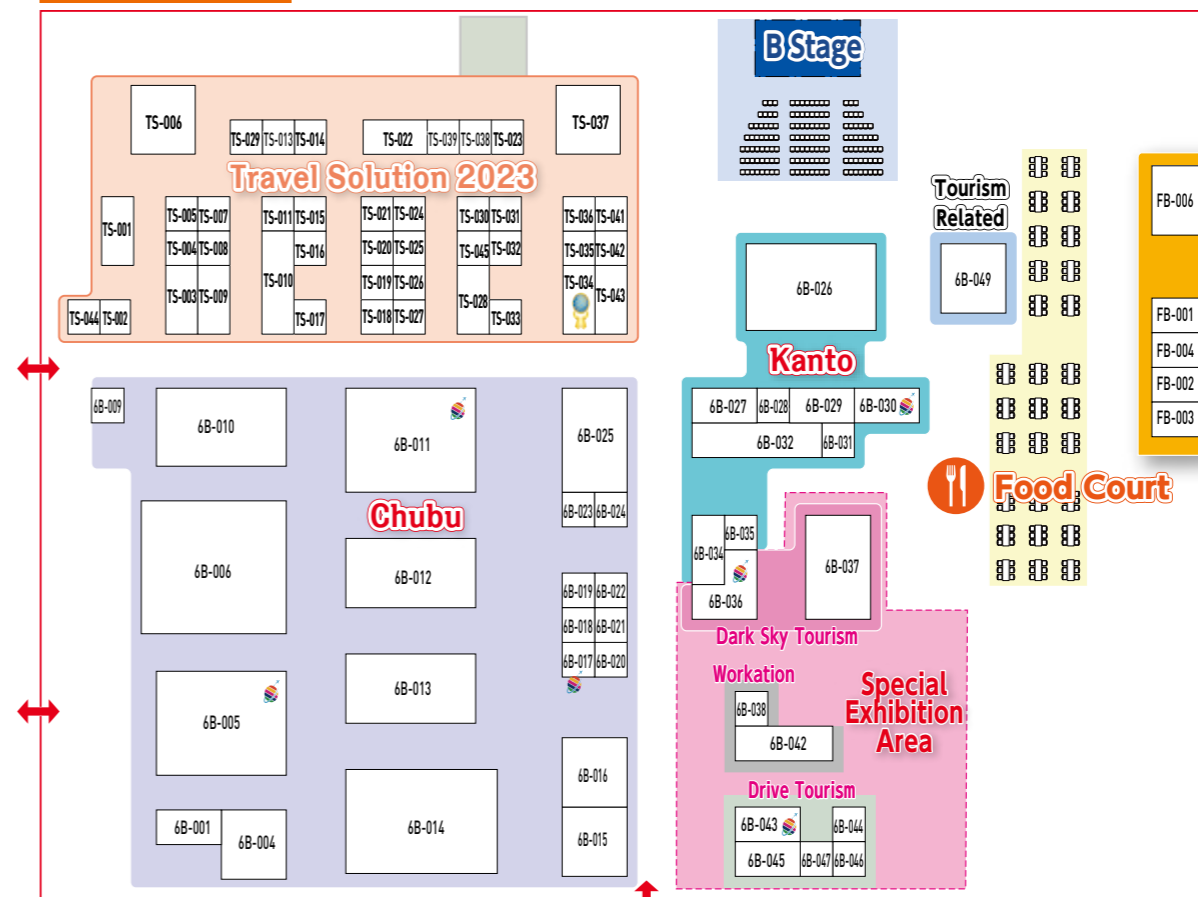 B Stage
TS-006
TS-029 TS-013 TS-014
TS-022 TS-039 TS-038 TS-023
TS-037
Travel Solution 2023
TS-001
TS-005 TS-007
TS-004 TS-008
TS-003 TS-009
TS-044 TS-002
TS-011 TS-015
TS-016
TS-010
TS-017
TS-021 TS-024
TS-020 TS-025
TS-019 TS-026
TS-018 TS-027
TS-030 TS-031
TS-045 TS-032
TS-028
TS-033
TS-036 TS-041
TS-035 TS-042
TS-034
TS-043
Tourism
Related
6B-049
6B-026
Kanto
6B-027 6B-028 6B-029 6B-030
6B-032 6B-031
6B-034 6B-035
6B-036
6B-037
Dark Sky Tourism
Workation
6B-038
6B-042
Special
Exhibition
Area
Drive Tourism
6B-043 6B-044
6B-045 6B-047 6B-046
Food Court
FB-006
FB-001
FB-004
FB-002
FB-003
6B-009
6B-010
6B-011
6B-025
Chubu
6B-023 6B-024
6B-006
6B-012
6B-019 6B-022
6B-018 6B-021
6B-017 6B-020
6B-013
6B-005
6B-016
6B-001
6B-004
6B-014
6B-015